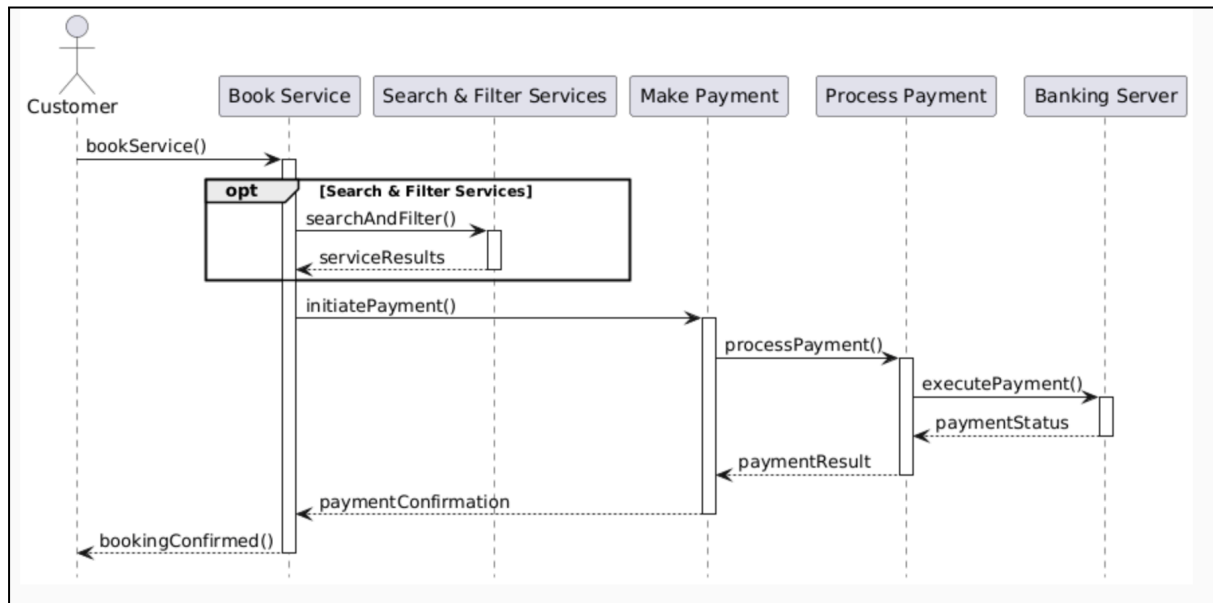 Customer
Book Service
Search & Filter Services
Make Payment
Process Payment
Banking Server
bookService()
opt
[Search & Filter Services]
searchAndFilter()
serviceResults
initiatePayment()
processPayment()
executePayment()
paymentStatus
paymentResult
paymentConfirmation
bookingConfirmed()